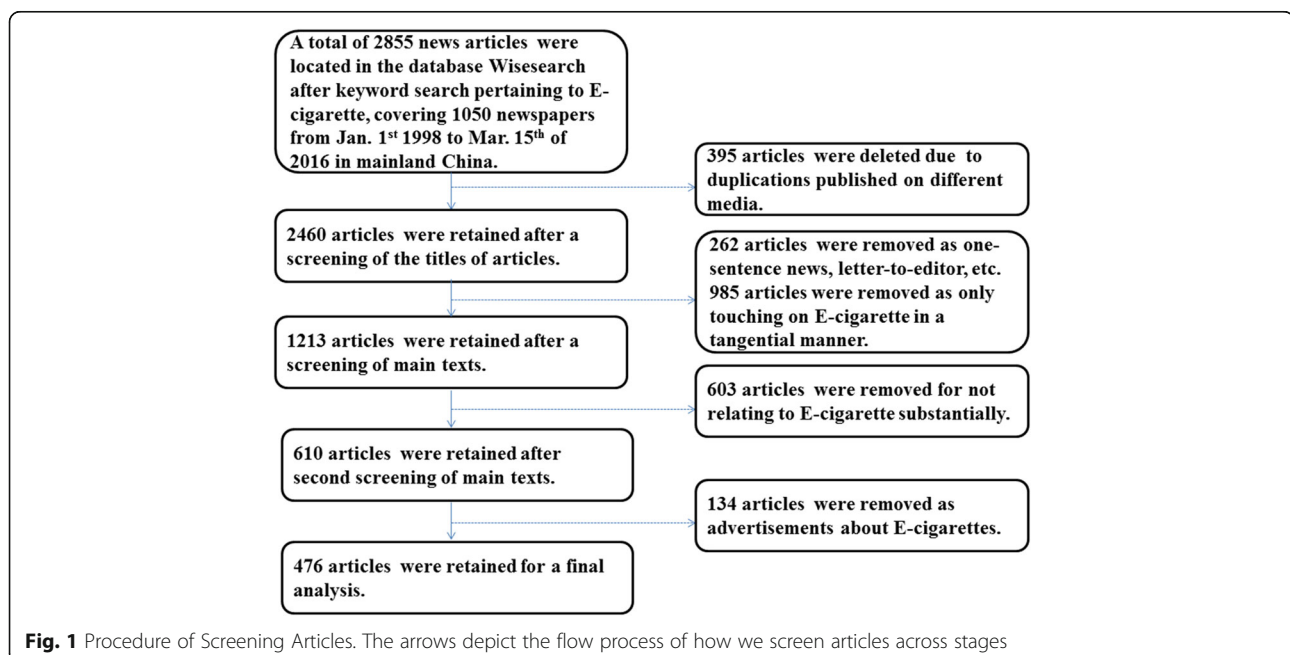 A total of 2855 news articles were
located in the database Wisesearch
after keyword search pertaining to E-
cigarette, covering 1050 newspapers
from Jan. 1st 1998 to Mar. 15th of
2016 in mainland China.
395 articles were deleted due to
duplications published on different
media.
2460 articles were retained after a
screening of the titles of articles.
262 articles were removed as one-
sentence news, letter-to-editor, etc.
985 articles were removed as only
touching on E-cigarette in a
tangential manner.
1213 articles were retained after a
screening of main texts.
603 articles were removed for not
relating to E-cigarette substantially.
610 articles were retained after
second screening of main texts.
134 articles were removed as
advertisements about E-cigarettes.
476 articles were retained for a final
analysis.
Fig. 1 Procedure of Screening Articles. The arrows depict the flow process of how we screen articles across stages